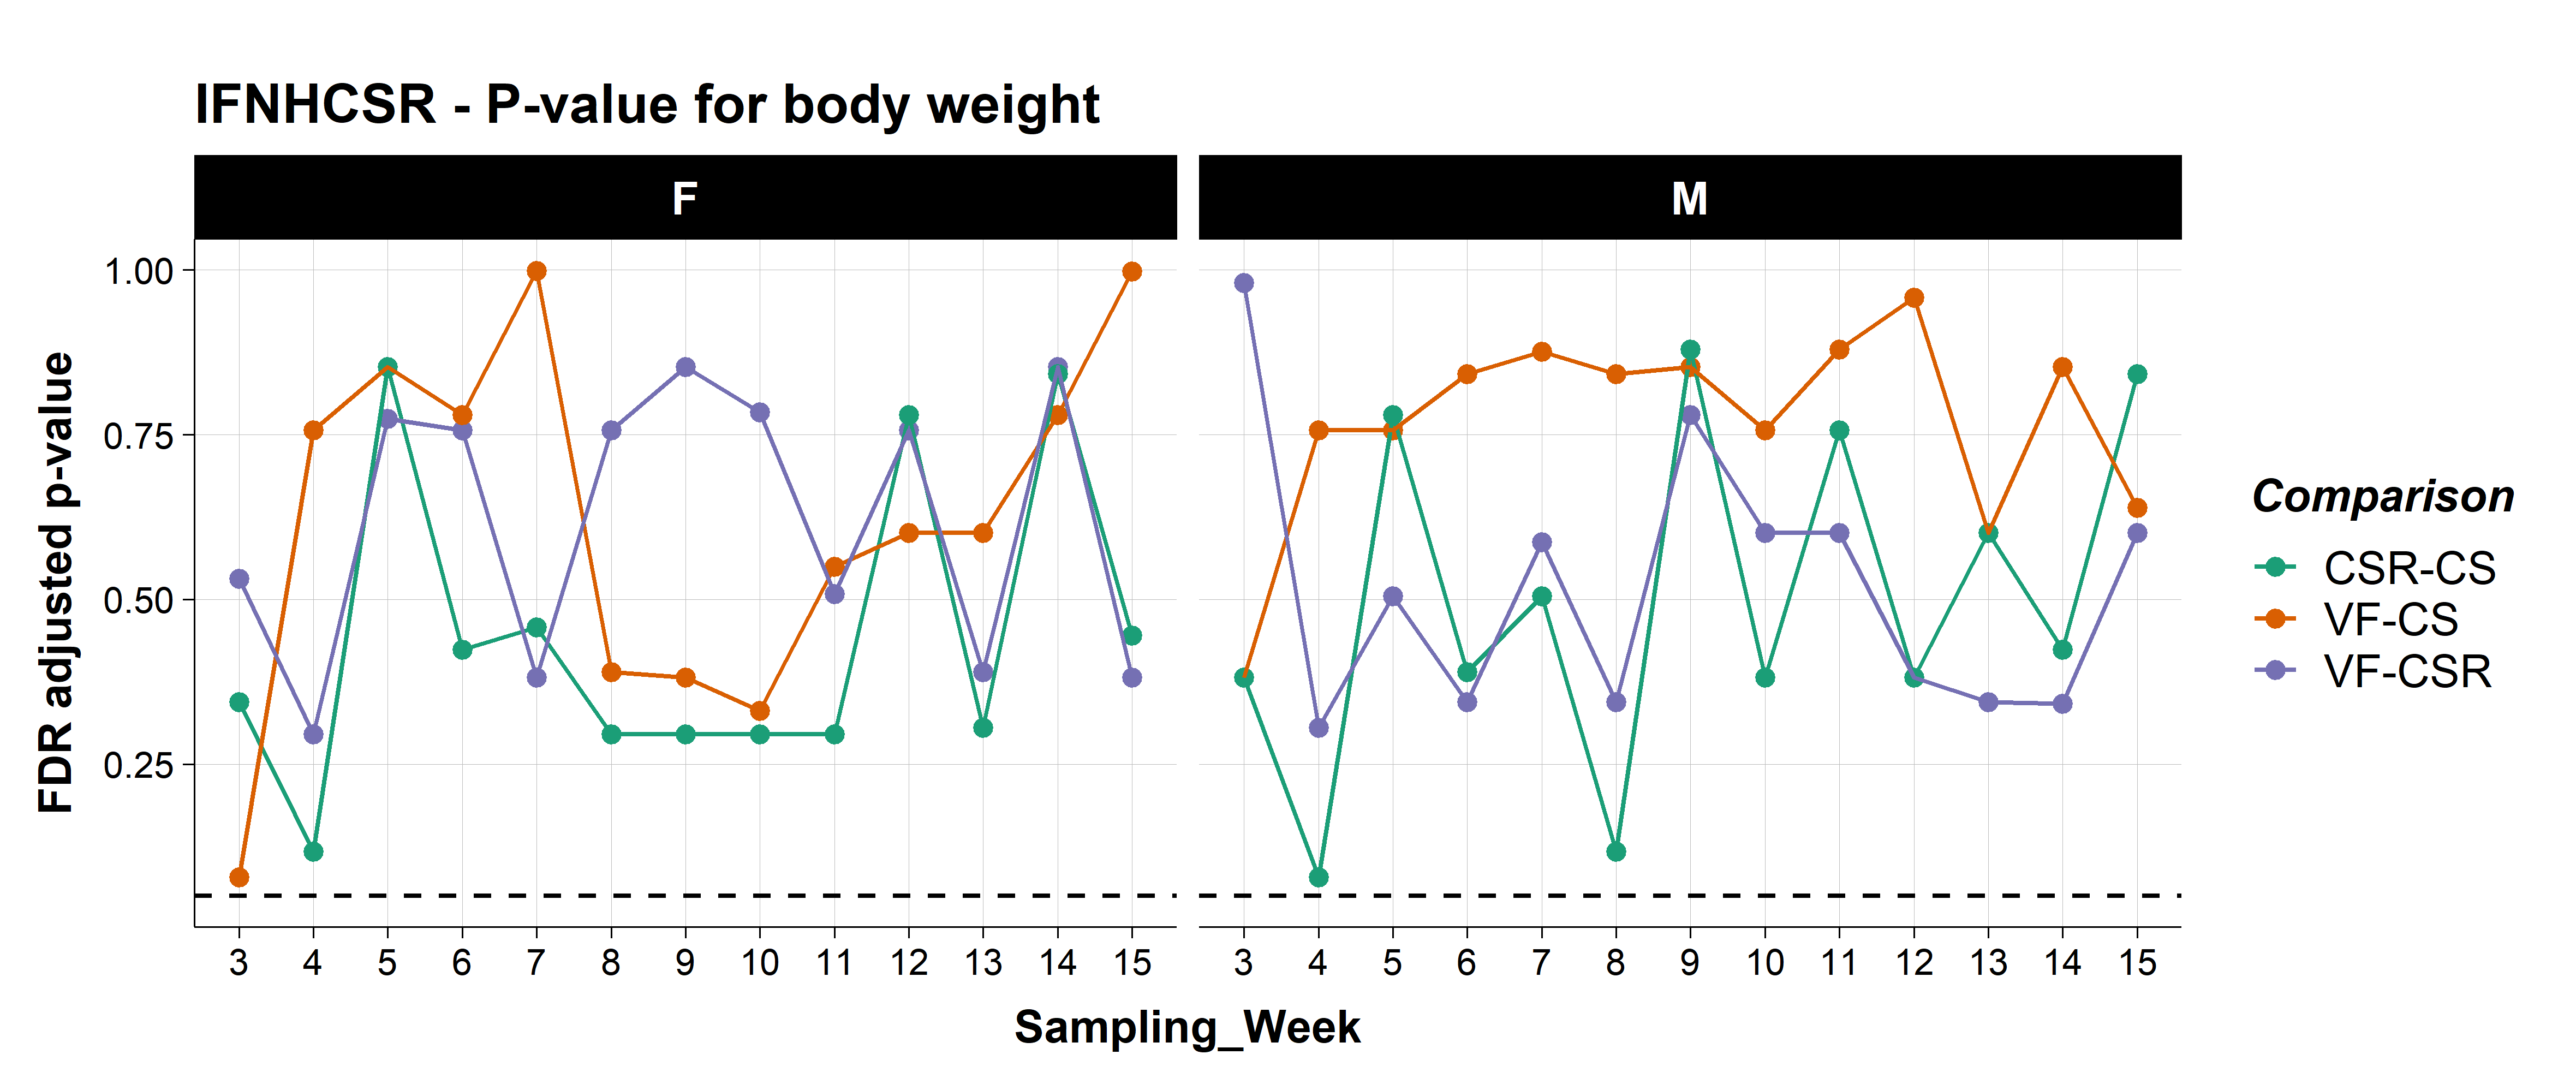 IFNHCSR - P-value for body weight
F
M
FDR adjusted p-value
1.00
0.75
0.50
0.25
3 4 5 6 7 8 9 10 11 12 13 14 15
3 4 5 6 7 8 9 10 11 12 13 14 15
Sampling_Week
Comparison
CSR-CS
VF-CS
VF-CSR